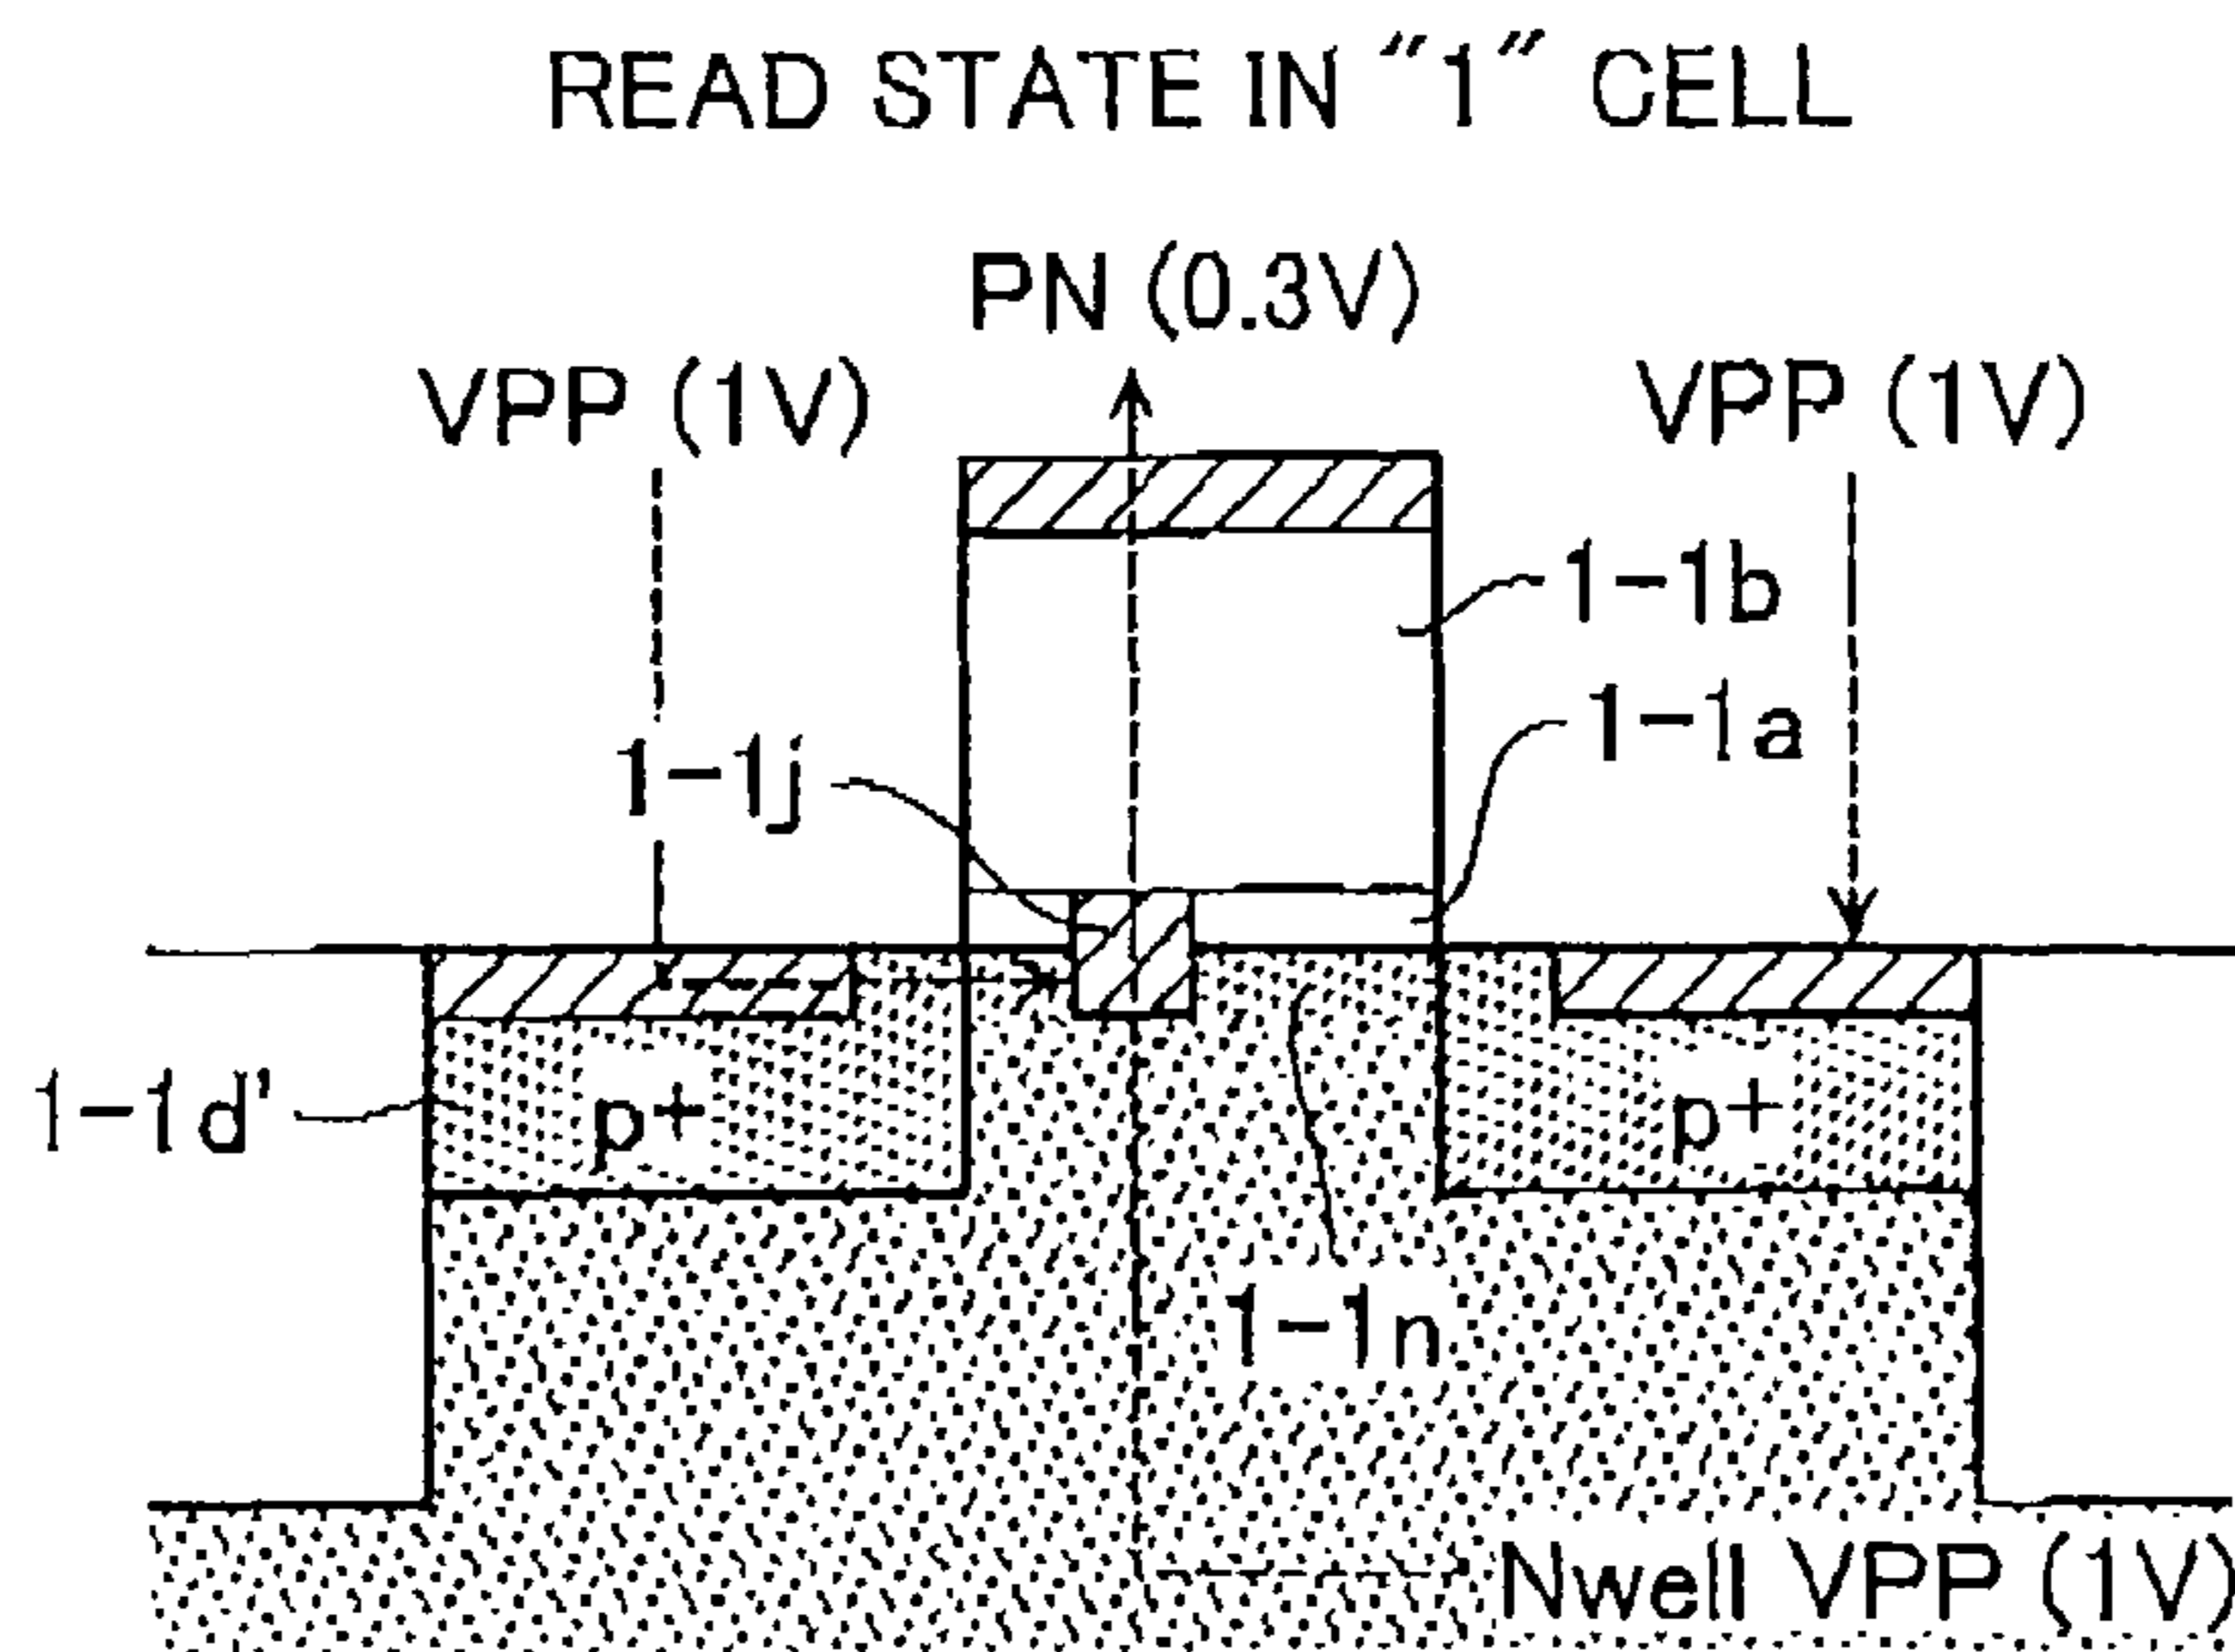 READ STATE IN "1" CELL
PN (0.3V)
VPP (1V)
VPP (1V)
1-1b
1-1a
1-1j
1-1d'
p+
p+
1-1n
Nwell VPP (1V)